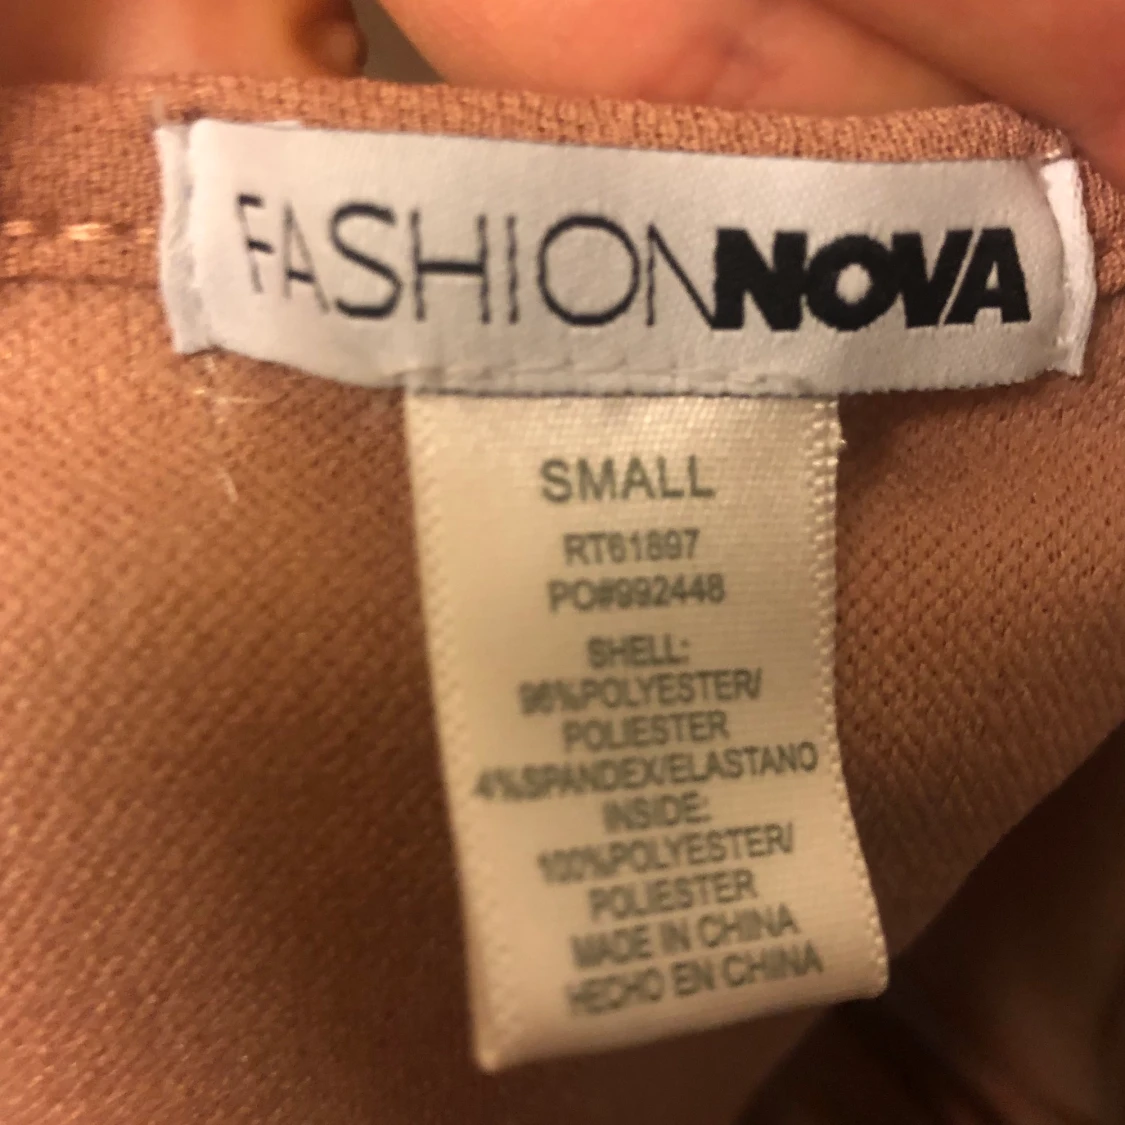 FASHIONNOVA
SMALL
RT61897
PO#992448
SHELL:
96%POLYESTER/
POLIESTER
4%SPANDEX/ELASTANO
INSIDE:
100%POLYESTER/
POLIESTER
MADE IN CHINA
HECHO EN CHINA